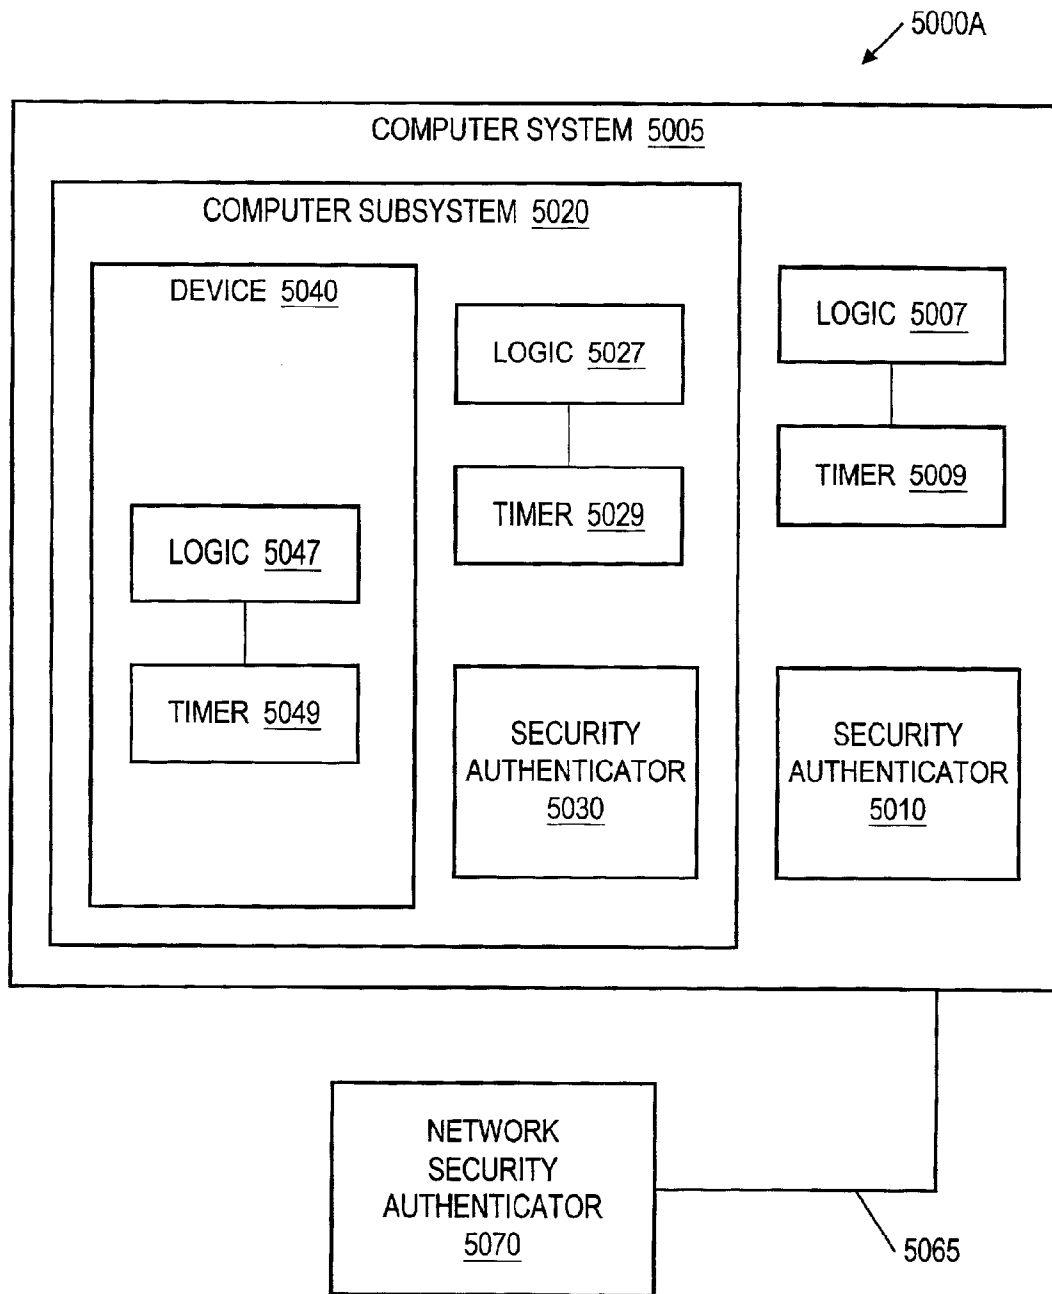 5000A
COMPUTER SYSTEM 5005
COMPUTER SUBSYSTEM 5020
DEVICE 5040
LOGIC 5007
LOGIC 5027
TIMER 5009
TIMER 5029
LOGIC 5047
TIMER 5049
SECURITY
AUTHENTICATOR
5030
SECURITY
AUTHENTICATOR
5010
NETWORK
SECURITY
AUTHENTICATOR
5070
5065